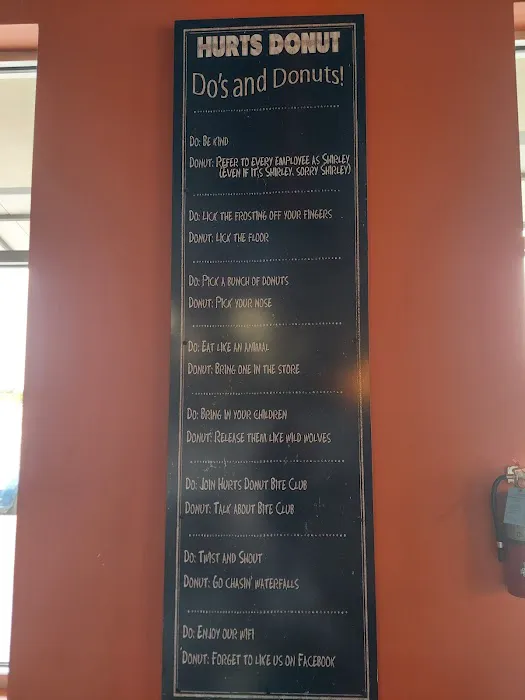 HURTS DONUT
Do's and Donuts!
Do: Be kind
Donut: Refer to every employee as Shirley
(even if it's Shirley. sorry Shirley)
Do: Lick the frosting off your fingers
Donut: Lick the floor
Do: Pick a bunch of donuts
Donut: Pick your nose
Do: Eat like an animal
Donut: Bring one in the store
Do: Bring in your children
Donut: Release them like wild wolves
Do: Join Hurts Donut Bite Club
Donut: Talk about Bite Club
Do: Twist and Shout
Donut: Go chasin' waterfalls
Do: Enjoy our wifi
Donut: Forget to like us on Facebook